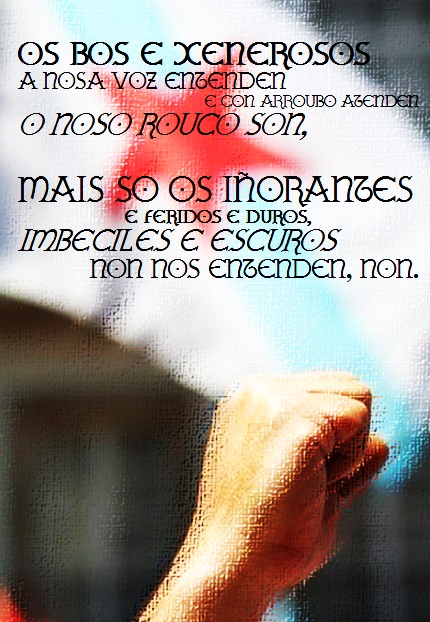 OS BOS E XENEROSOS
A NOSA VOZ ENTENDEN
E CON ARROUBO ATENDEN
O NOSO ROUCO SON,
MAIS SO OS IÑORANTES
E FERIDOS E DUROS,
IMBECILES E ESCUROS
NON NOS ENTENDEN, NON.